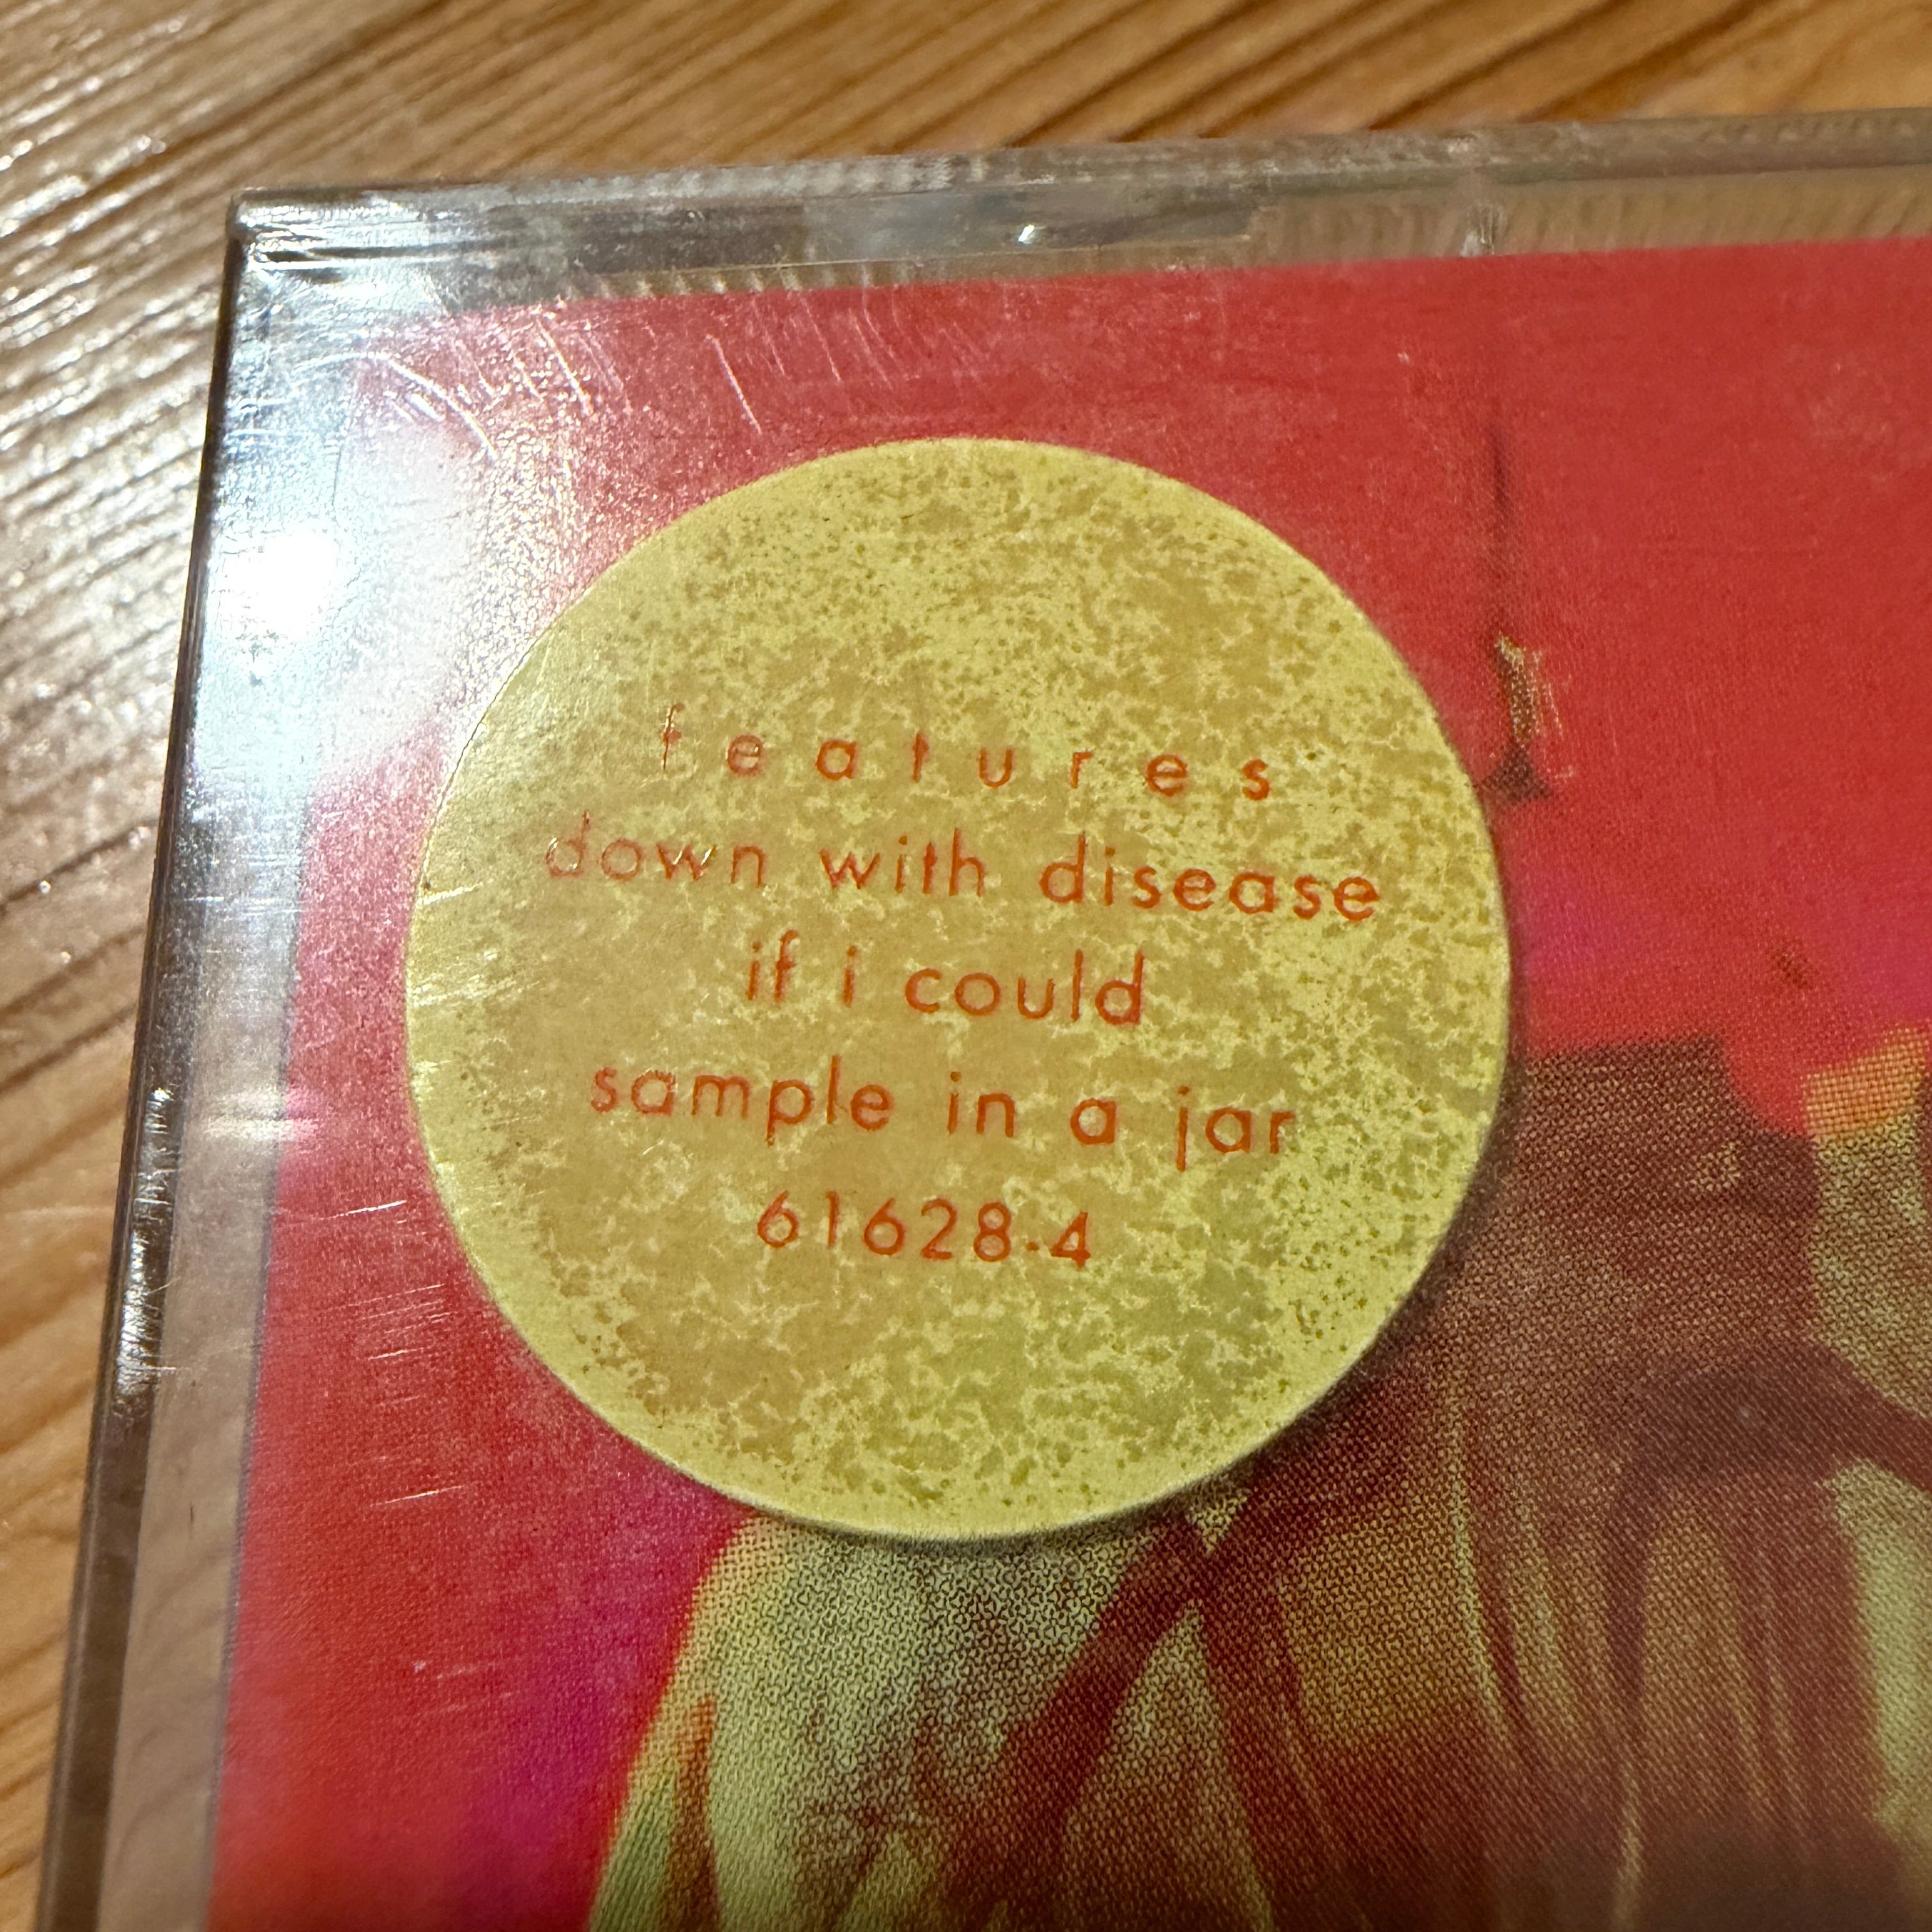 features
down with disease
if i could
sample in a jar
61628-4